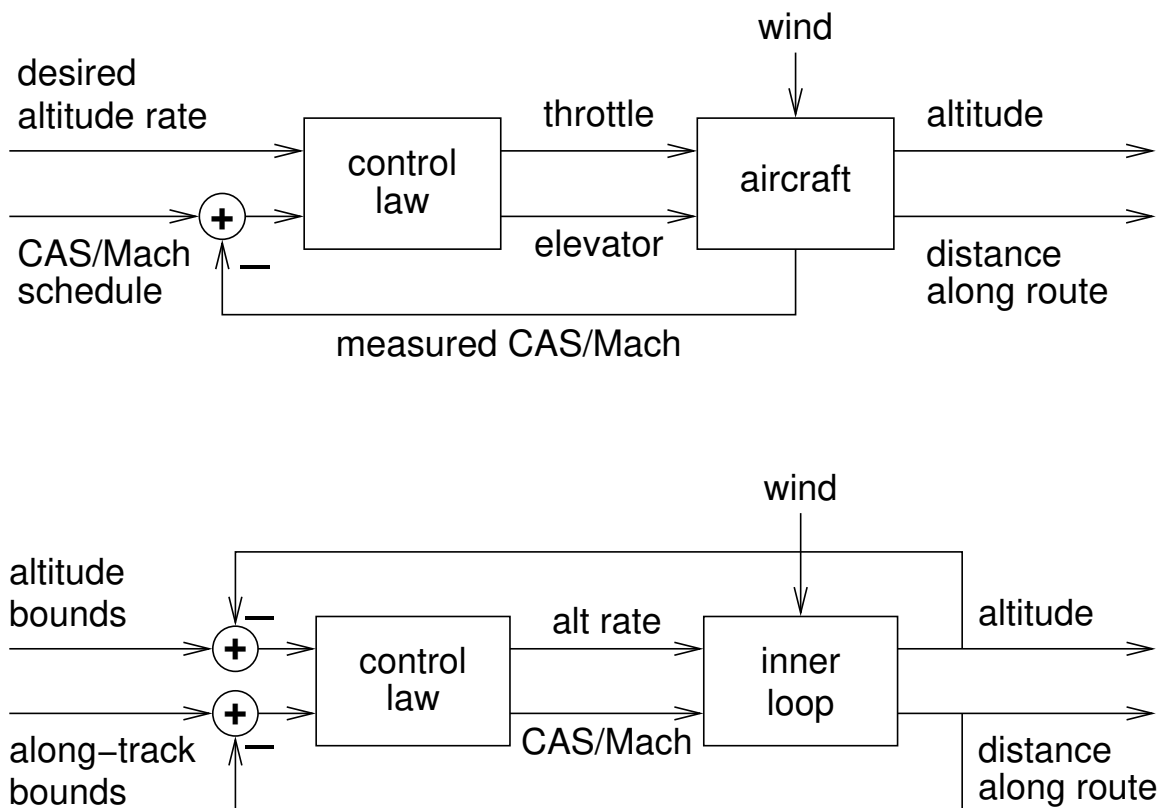 wind
desired
altitude rate
throttle
altitude
control
law
aircraft
+
−
CAS/Mach
schedule
elevator
distance
along route
measured CAS/Mach
wind
altitude
bounds
−
alt rate
altitude
+
control
law
inner
loop
+
−
CAS/Mach
along−track
bounds
distance
along route